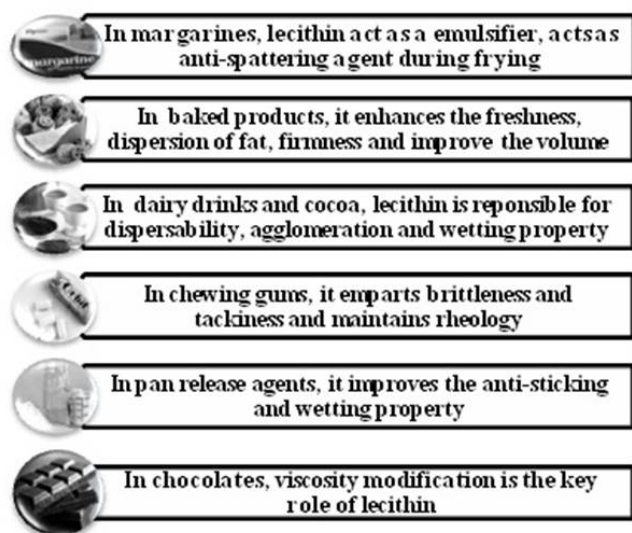 In margarines, lecithin act as a emulsifier, acts as
anti-spattering agent during frying
margarine
In baked products, it enhances the freshness,
dispersion of fat, firmness and improve the volume
In dairy drinks and cocoa, lecithin is reponsible for
dispersability, agglomeration and wetting property
Orbit
In chewing gums, it emparts brittleness and
tackiness and maintains rheology
In pan release agents, it improves the anti-sticking
and wetting property
In chocolates, viscosity modification is the key
role of lecithin